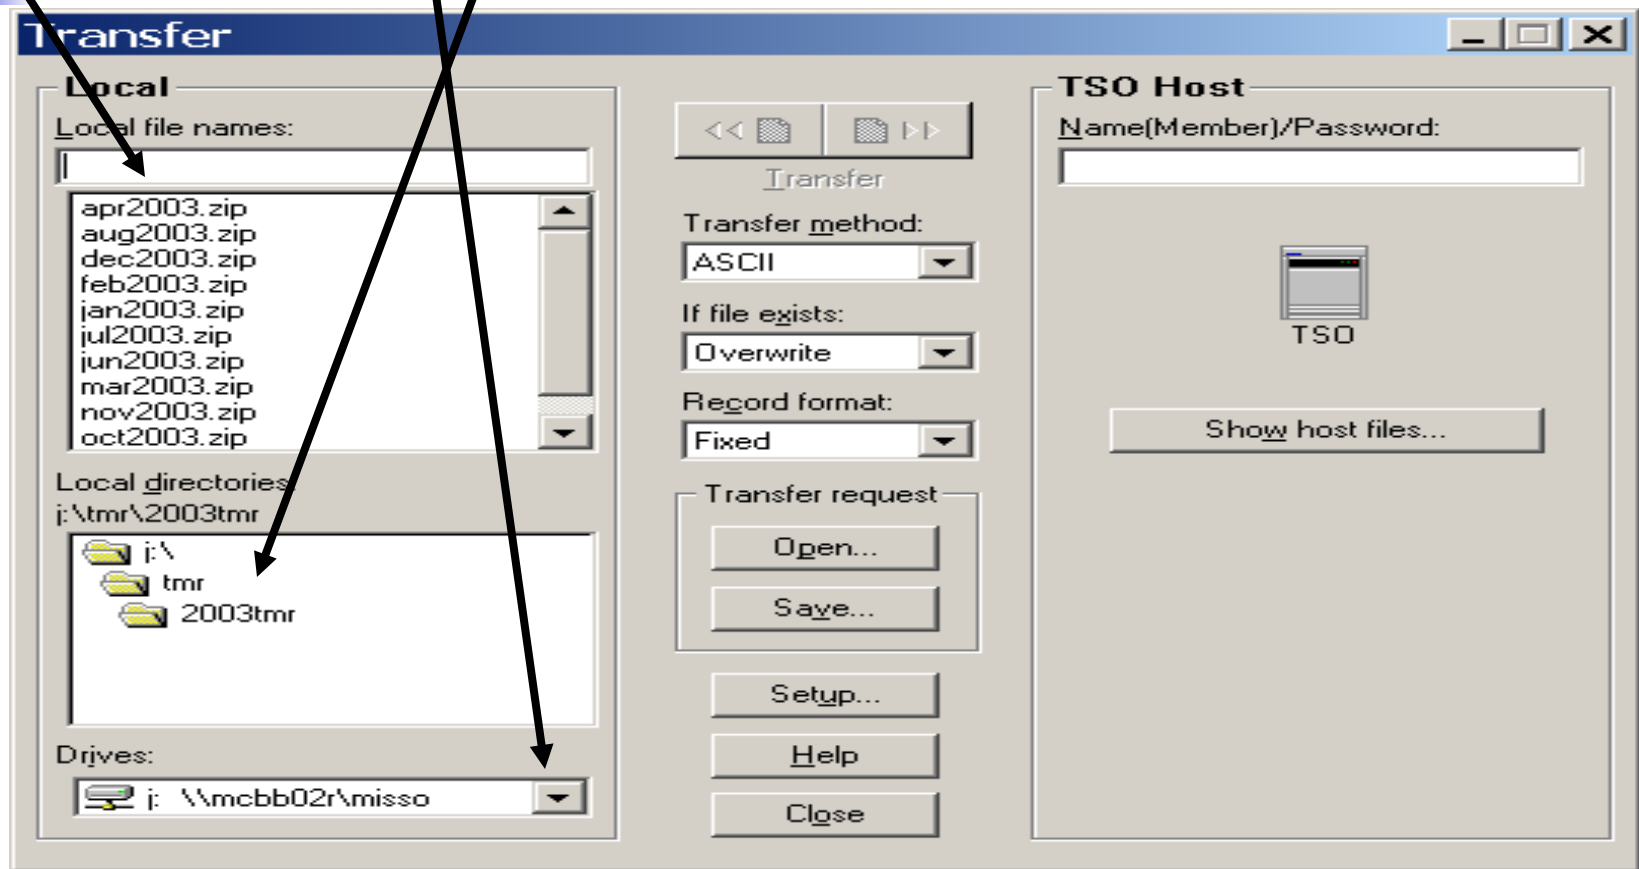 Transfer
Local
Local file names:
apr2003.zip
aug2003.zip
dec2003.zip
feb2003.zip
jan2003.zip
jul2003.zip
jun2003.zip
mar2003.zip
nov2003.zip
oct2003.zip
Local directories:
j:\tmr\2003tmr
j:\
tmr
2003tmr
Drives:
j: \\mcbb02r\misso
<< >>
Transfer
Transfer method:
ASCII
If file exists:
Overwrite
Record format:
Fixed
Transfer request
Open...
Save...
Setup...
Help
Close
TSO Host
Name(Member)/Password:
TSO
Show host files...